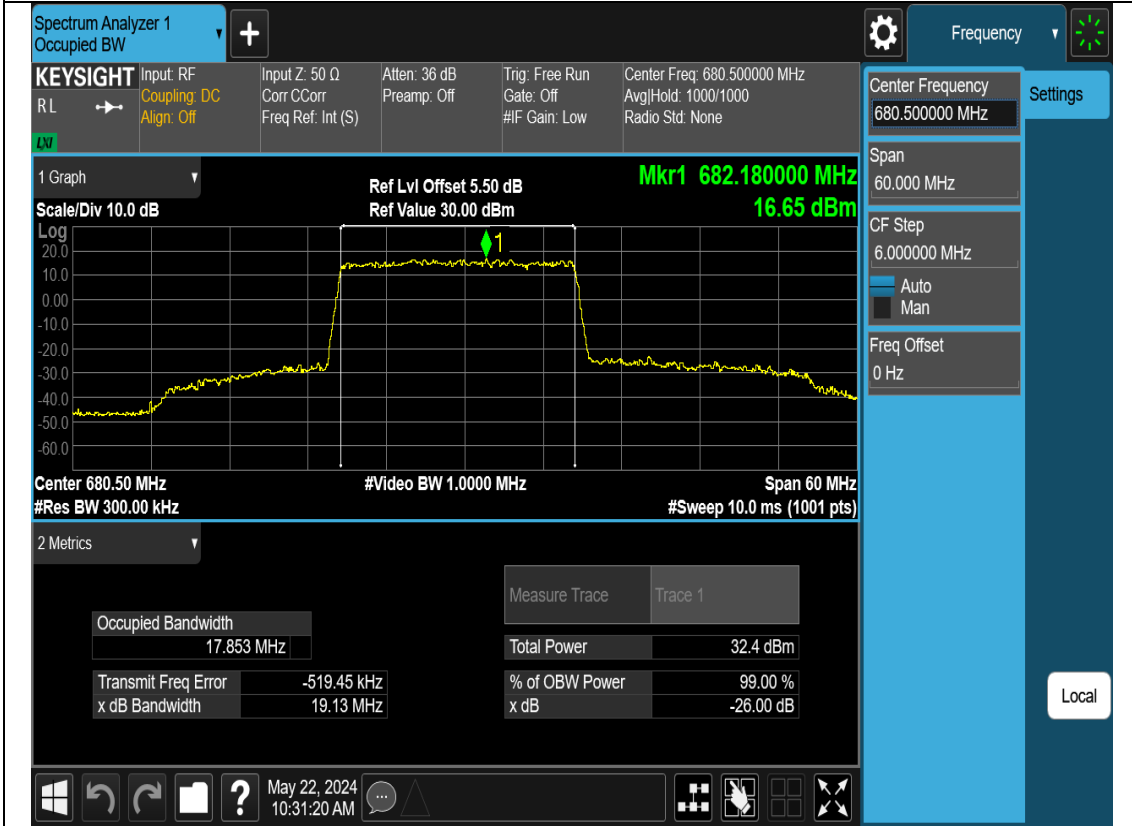 Spectrum Analyzer 1
Occupied BW
Frequency
KEYSIGHT
R L
LXI
Input: RF
Coupling: DC
Align: Off
Input Z: 50 Ω
Corr CCorr
Freq Ref: Int (S)
Atten: 36 dB
Preamp: Off
Trig: Free Run
Gate: Off
#IF Gain: Low
Center Freq: 680.500000 MHz
Avg|Hold: 1000/1000
Radio Std: None
Center Frequency
680.500000 MHz
Settings
Span
60.000 MHz
CF Step
6.000000 MHz
Auto
Man
Freq Offset
0 Hz
Local
1 Graph
Scale/Div 10.0 dB
Ref Lvl Offset 5.50 dB
Ref Value 30.00 dBm
Mkr1 682.180000 MHz
16.65 dBm
Log
1
20.0
10.0
0.00
-10.0
-20.0
-30.0
-40.0
-50.0
-60.0
Center 680.50 MHz
#Video BW 1.0000 MHz
Span 60 MHz
#Res BW 300.00 kHz
#Sweep 10.0 ms (1001 pts)
2 Metrics
Measure Trace Trace 1
Occupied Bandwidth
17.853 MHz
Total Power 32.4 dBm
Transmit Freq Error -519.45 kHz
% of OBW Power 99.00 %
x dB Bandwidth 19.13 MHz
x dB -26.00 dB
?
May 22, 2024
10:31:20 AM